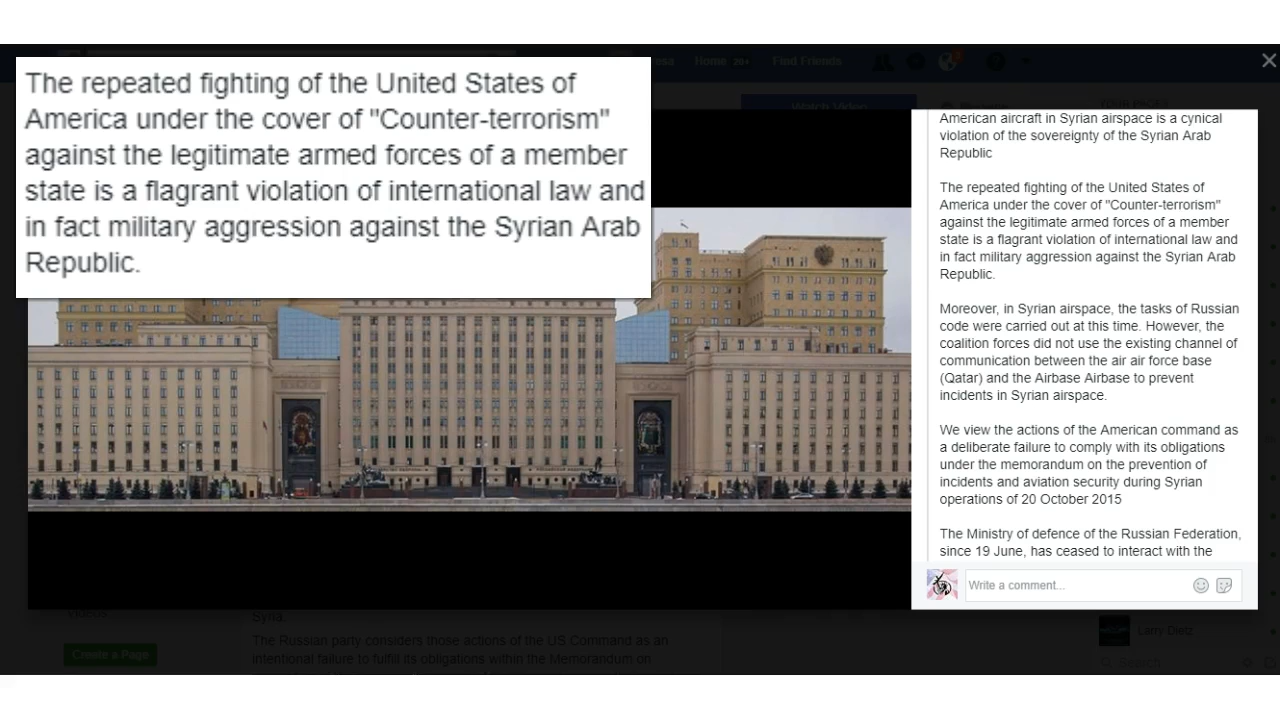 esa Home 20+ Find Friends
Watch Video
The repeated fighting of the United States of
America under the cover of "Counter-terrorism"
against the legitimate armed forces of a member
state is a flagrant violation of international law and
in fact military aggression against the Syrian Arab
Republic.
American aircraft in Syrian airspace is a cynical
violation of the sovereignty of the Syrian Arab
Republic
The repeated fighting of the United States of
America under the cover of "Counter-terrorism"
against the legitimate armed forces of a member
state is a flagrant violation of international law and
in fact military aggression against the Syrian Arab
Republic.
Moreover, in Syrian airspace, the tasks of Russian
code were carried out at this time. However, the
coalition forces did not use the existing channel of
communication between the air air force base
(Qatar) and the Airbase Airbase to prevent
incidents in Syrian airspace.
We view the actions of the American command as
a deliberate failure to comply with its obligations
under the memorandum on the prevention of
incidents and aviation security during Syrian
operations of 20 October 2015
The Ministry of defence of the Russian Federation,
since 19 June, has ceased to interact with the
Write a comment...
Videos
Create a Page
Syria.
The Russian party considers those actions of the US Command as an
intentional failure to fulfill its obligations within the Memorandum on
Larry Dietz
Search